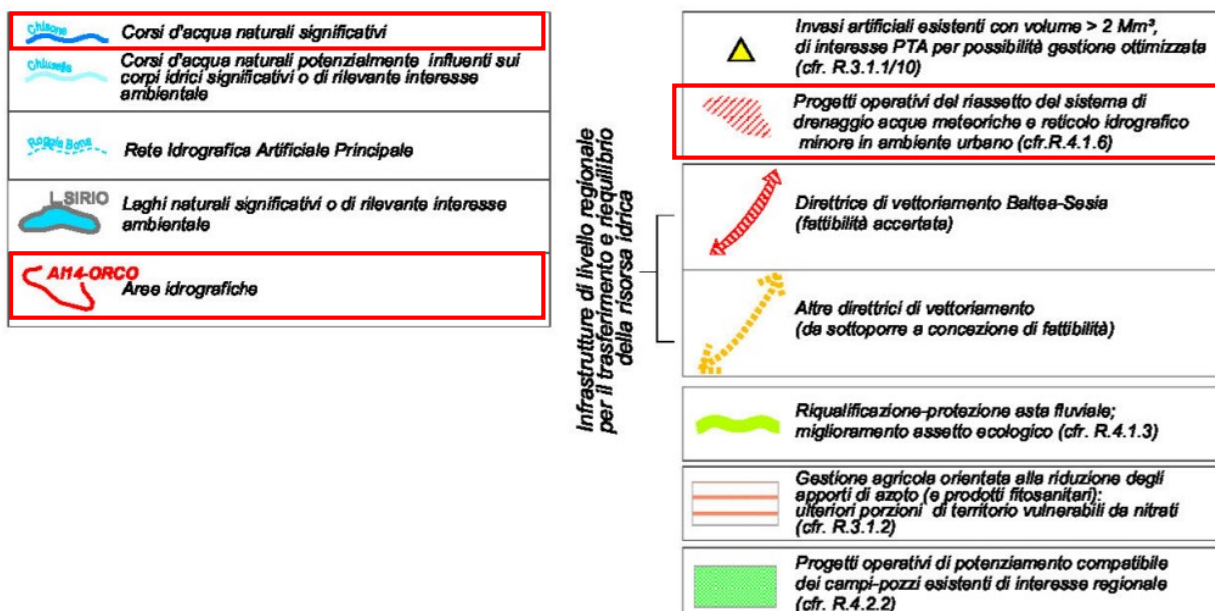 Chisone
Corsi d'acqua naturali significativi
Chiusella
Corsi d'acqua naturali potenzialmente influenti sui
corpi idrici significativi o di rilevante interesse
ambientale
Roggia Bona
Rete Idrografica Artificiale Principale
L. SIRIO
Laghi naturali significativi o di rilevante interesse
ambientale
AI14-ORCO
Aree idrografiche
Infrastrutture di livello regionale
per il trasferimento e riequilibrio
della risorsa idrica
Invasi artificiali esistenti con volume > 2 Mm³,
di interesse PTA per possibilità gestione ottimizzata
(cfr. R.3.1.1/10)
Progetti operativi del riassetto del sistema di
drenaggio acque meteoriche e reticolo idrografico
minore in ambiente urbano (cfr.R.4.1.6)
Direttrice di vettoriamento Baltea-Sesia
(fattibilità accertata)
Altre direttrici di vettoriamento
(da sottoporre a concezione di fattibilità)
Riqualificazione-protezione asta fluviale;
miglioramento assetto ecologico (cfr. R.4.1.3)
Gestione agricola orientata alla riduzione degli
apporti di azoto (e prodotti fitosanitari):
ulteriori porzioni di territorio vulnerabili da nitrati
(cfr. R.3.1.2)
Progetti operativi di potenziamento compatibile
dei campi-pozzi esistenti di interesse regionale
(cfr. R.4.2.2)